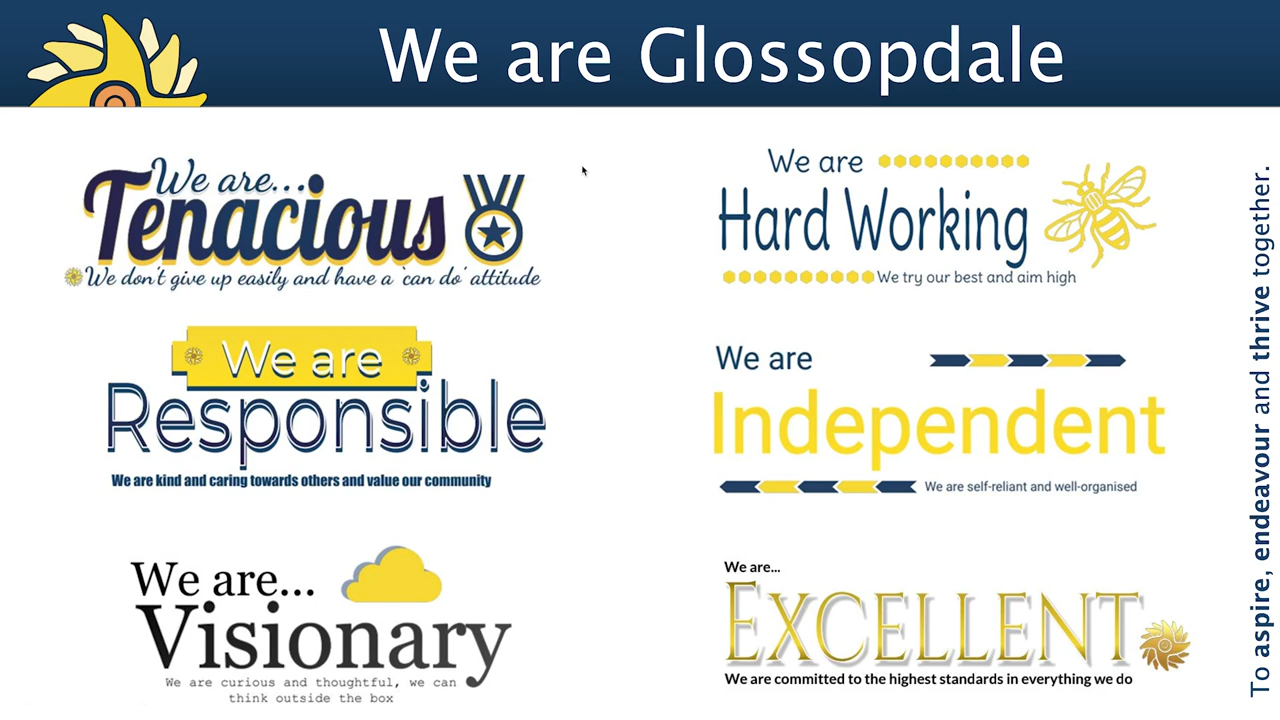 We are Glossopdale
We are...
Tenacious
We don't give up easily and have a 'can do' attitude
We are
Hard Working
We try our best and aim high
We are
Responsible
We are kind and caring towards others and value our community
We are
Independent
We are self-reliant and well-organised
We are...
Visionary
We are curious and thoughtful, we can
think outside the box
We are...
EXCELLENT
We are committed to the highest standards in everything we do
To aspire, endeavour and thrive together.